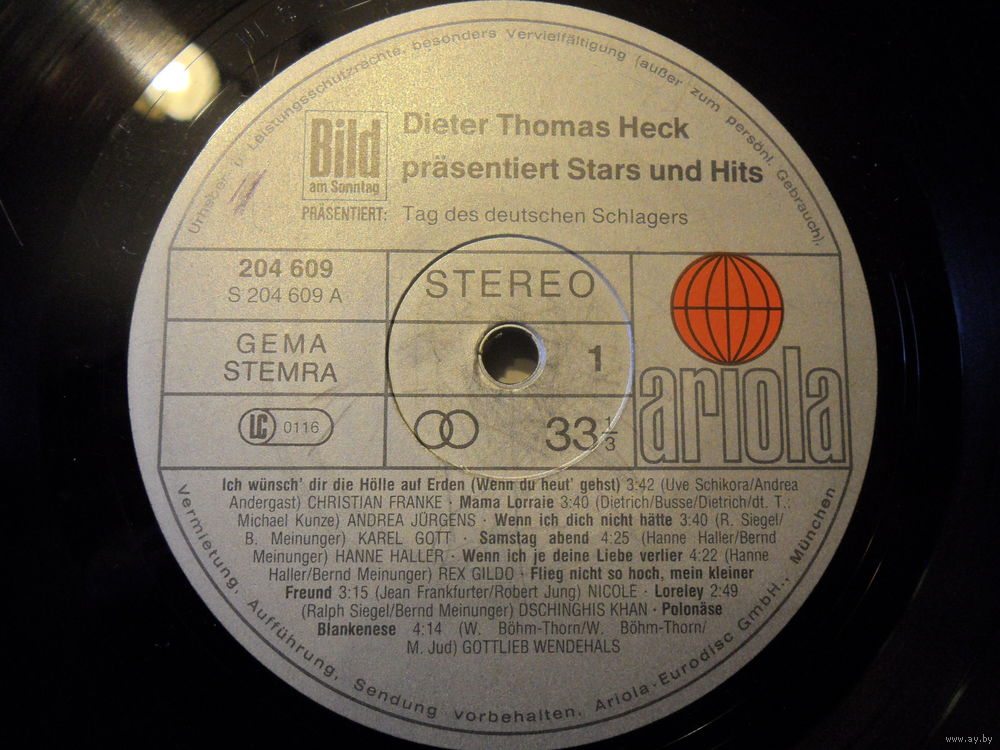 Urheber- u. Leistungsschutzrechte, besonders Vervielfältigung (außer zum persönl. Gebrauch),
Bild
am Sonntag
PRÄSENTIERT:
Dieter Thomas Heck
präsentiert Stars und Hits
Tag des deutschen Schlagers
204 609
S 204 609 A
STEREO
GEMA
STEMRA
1
LC 0116
33 1/3
ariola
Ich wünsch' dir die Hölle auf Erden (Wenn du heut' gehst) 3:42 (Uve Schikora/Andrea
Andergast) CHRISTIAN FRANKE · Mama Lorraie 3:40 (Dietrich/Busse/Dietrich/dt. T.:
Michael Kunze) ANDREA JÜRGENS · Wenn ich dich nicht hätte 3:40 (R. Siegel/
B. Meinunger) KAREL GOTT · Samstag abend 4:25 (Hanne Haller/Bernd
Meinunger) HANNE HALLER · Wenn ich je deine Liebe verlier 4:22 (Hanne
Haller/Bernd Meinunger) REX GILDO · Flieg nicht so hoch, mein kleiner
Freund 3:15 (Jean Frankfurter/Robert Jung) NICOLE · Loreley 2:49
(Ralph Siegel/Bernd Meinunger) DSCHINGHIS KHAN · Polonäse
Blankenese 4:14 (W. Böhm-Thorn/W. Böhm-Thorn/
M. Jud) GOTTLIEB WENDEHALS
Vermietung, Aufführung, Sendung vorbehalten. Ariola-Eurodisc GmbH., München
www.ay.by